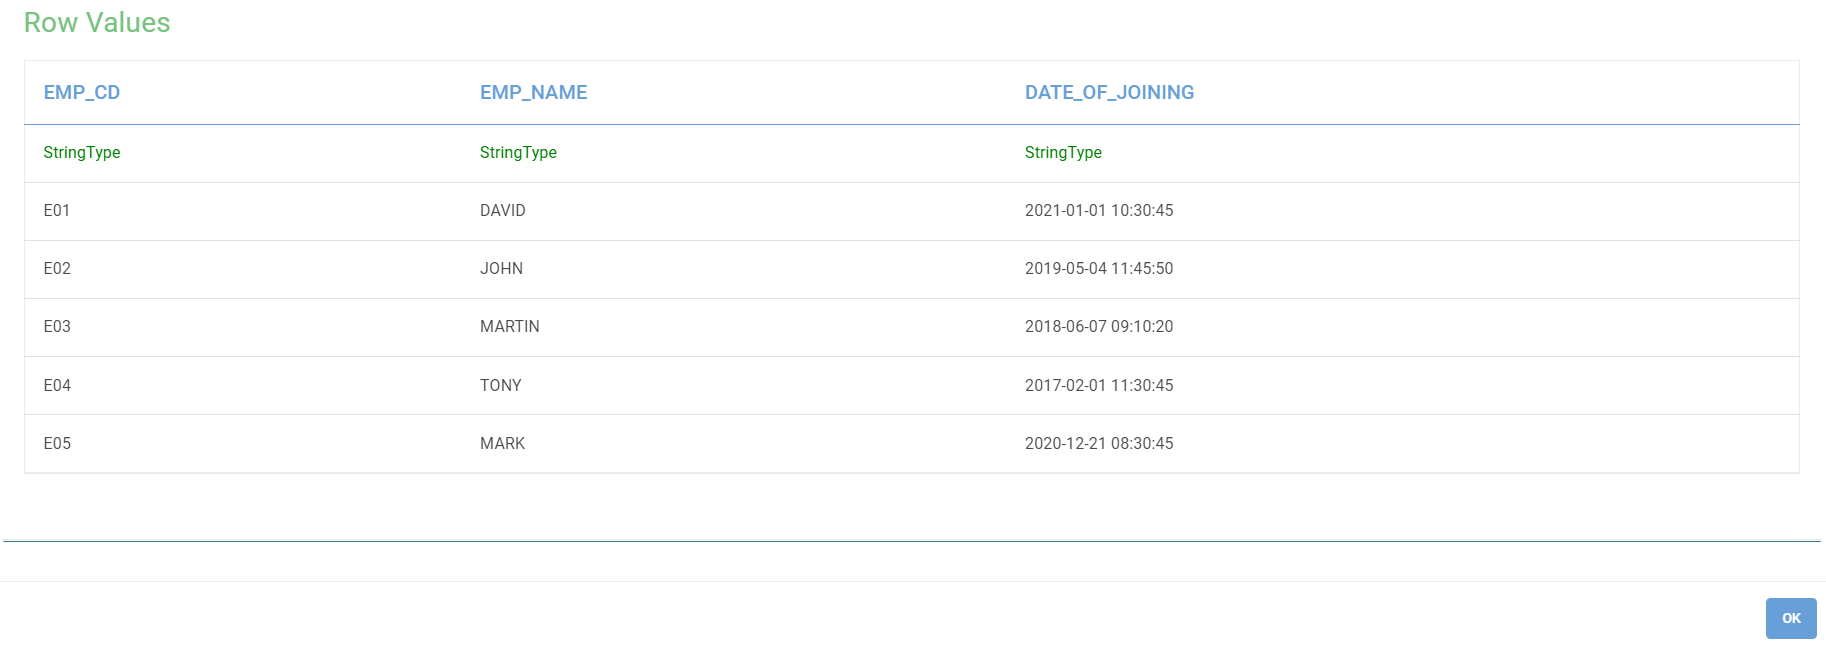 Row Values
EMP_CD EMP_NAME DATE_OF_JOINING
StringType StringType StringType
E01 DAVID 2021-01-01 10:30:45
E02 JOHN 2019-05-04 11:45:50
E03 MARTIN 2018-06-07 09:10:20
E04 TONY 2017-02-01 11:30:45
E05 MARK 2020-12-21 08:30:45
OK